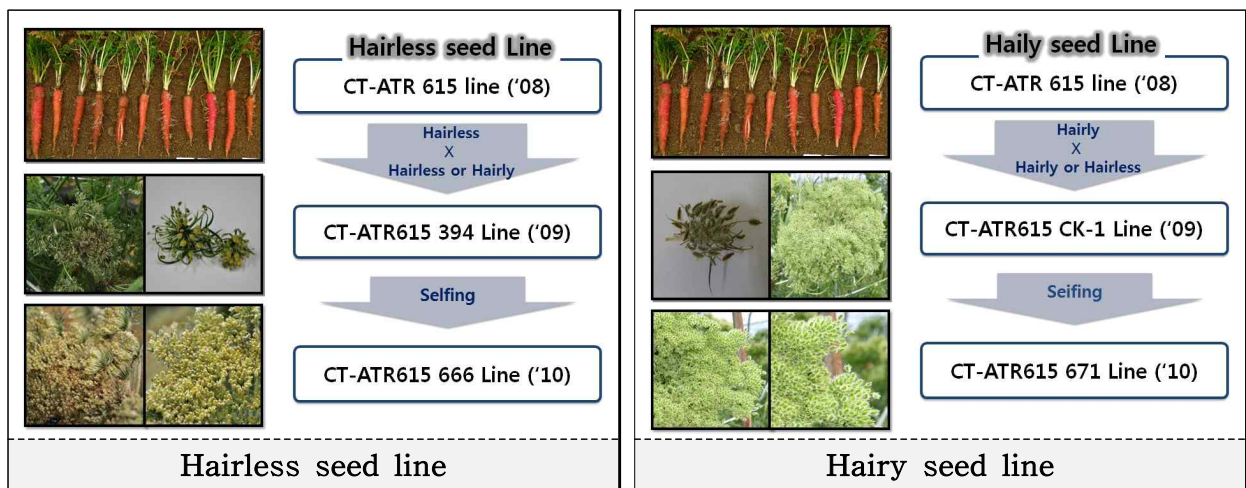 Hairless seed Line
CT-ATR 615 line (‘08)
Hairless
X
Hairless or Hairly
CT-ATR615 394 Line (‘09)
Selfing
CT-ATR615 666 Line (‘10)
Hairless seed line
Haily seed Line
CT-ATR 615 line (‘08)
Hairly
X
Hairly or Hairless
CT-ATR615 CK-1 Line (‘09)
Seifing
CT-ATR615 671 Line (‘10)
Hairy seed line